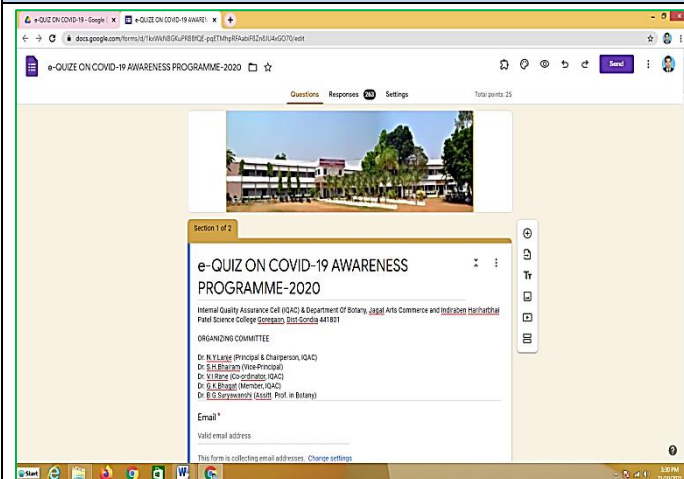 e-QUIZ ON COVID-19 - Google
e-QUIZE ON COVID-19 AWAREN
docs.google.com/forms/d/
e-QUIZE ON COVID-19 AWARENESS PROGRAMME-2020
Send
Questions Responses 263 Settings
Total points: 25
Section 1 of 2
e-QUIZ ON COVID-19 AWARENESS
PROGRAMME-2020
Internal Quality Assurance Cell (IQAC) & Department Of Botany, Jagat Arts Commerce and Indiraben Hariharbhai
Patel Science College Goregaon, Dist-Gondia 441801
ORGANIZING COMMITTEE
Dr. N.Y.Lanje (Principal & Chairperson, IQAC)
Dr. S.H.Bhairam (Vice-Principal)
Dr. V.I.Rane (Co-ordinator, IQAC)
Dr. G.K.Bhagat (Member, IQAC)
Dr. B.G.Suryawanshi (Assitt. Prof. in Botany)
Email *
Valid email address
This form is collecting email addresses. Change settings
Start
3:30 PM